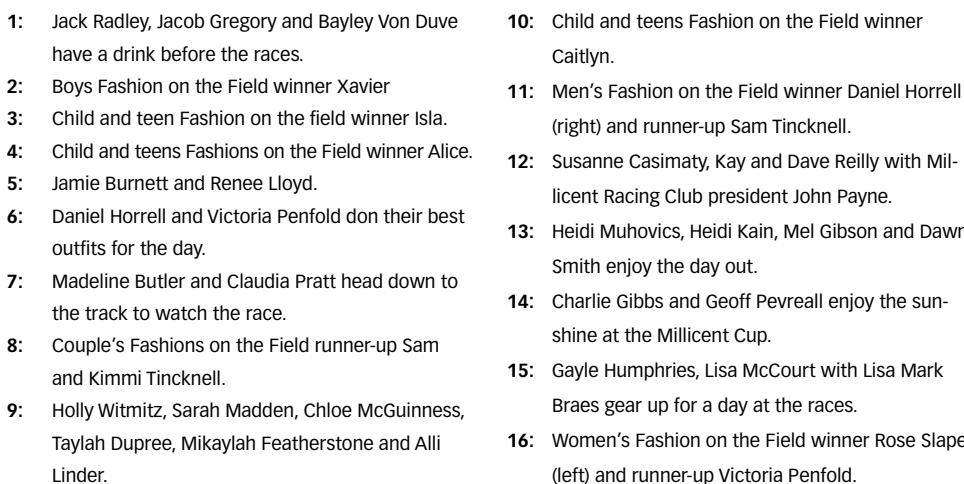 1: Jack Radley, Jacob Gregory and Bayley Von Duve
have a drink before the races.
2: Boys Fashion on the Field winner Xavier
3: Child and teen Fashion on the field winner Isla.
4: Child and teens Fashions on the Field winner Alice.
5: Jamie Burnett and Renee Lloyd.
6: Daniel Horrell and Victoria Penfold don their best
outfits for the day.
7: Madeline Butler and Claudia Pratt head down to
the track to watch the race.
8: Couple's Fashions on the Field runner-up Sam
and Kimmi Tincknell.
9: Holly Witmitz, Sarah Madden, Chloe McGuinness,
Taylah Dupree, Mikaylah Featherstone and Alli
Linder.
10: Child and teens Fashion on the Field winner
Caitlyn.
11: Men's Fashion on the Field winner Daniel Horrell
(right) and runner-up Sam Tincknell.
12: Susanne Casimaty, Kay and Dave Reilly with Mil-
licent Racing Club president John Payne.
13: Heidi Muhovics, Heidi Kain, Mel Gibson and Dawn
Smith enjoy the day out.
14: Charlie Gibbs and Geoff Pevreall enjoy the sun-
shine at the Millicent Cup.
15: Gayle Humphries, Lisa McCourt with Lisa Mark
Braes gear up for a day at the races.
16: Women's Fashion on the Field winner Rose Slape
(left) and runner-up Victoria Penfold.